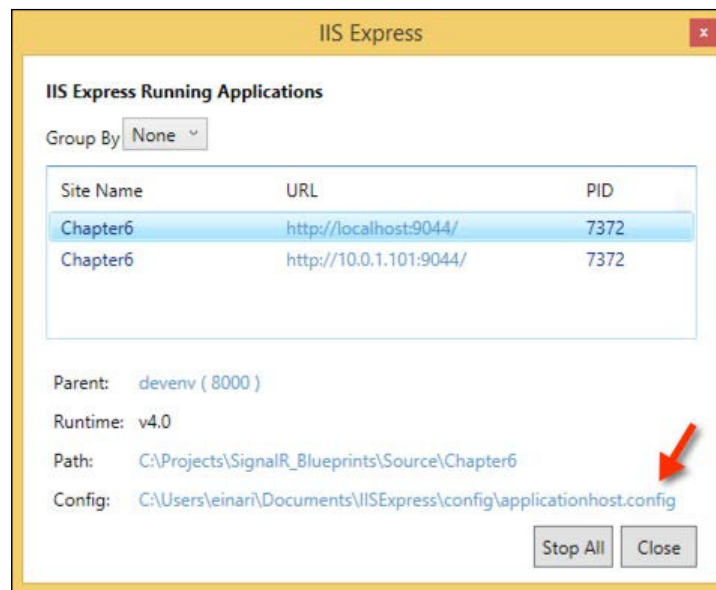 IIS Express
x
IIS Express Running Applications
Group By None
Site Name URL PID
Chapter6 http://localhost:9044/ 7372
Chapter6 http://10.0.1.101:9044/ 7372
Parent: devenv ( 8000 )
Runtime: v4.0
Path: C:\Projects\SignalR_Blueprints\Source\Chapter6
Config: C:\Users\einari\Documents\IISExpress\config\applicationhost.config
Stop All Close